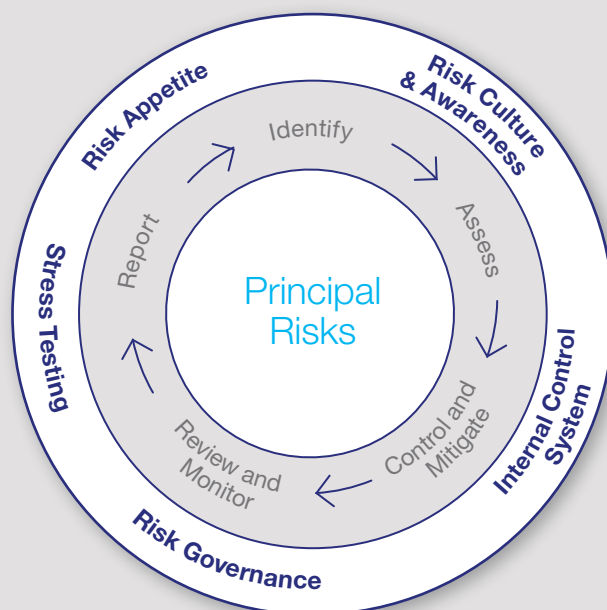 Risk Appetite
Risk Culture
& Awareness
Internal Control
System
Risk Governance
Stress Testing
Identify
Assess
Control and
Mitigate
Review and
Monitor
Report
Principal
Risks